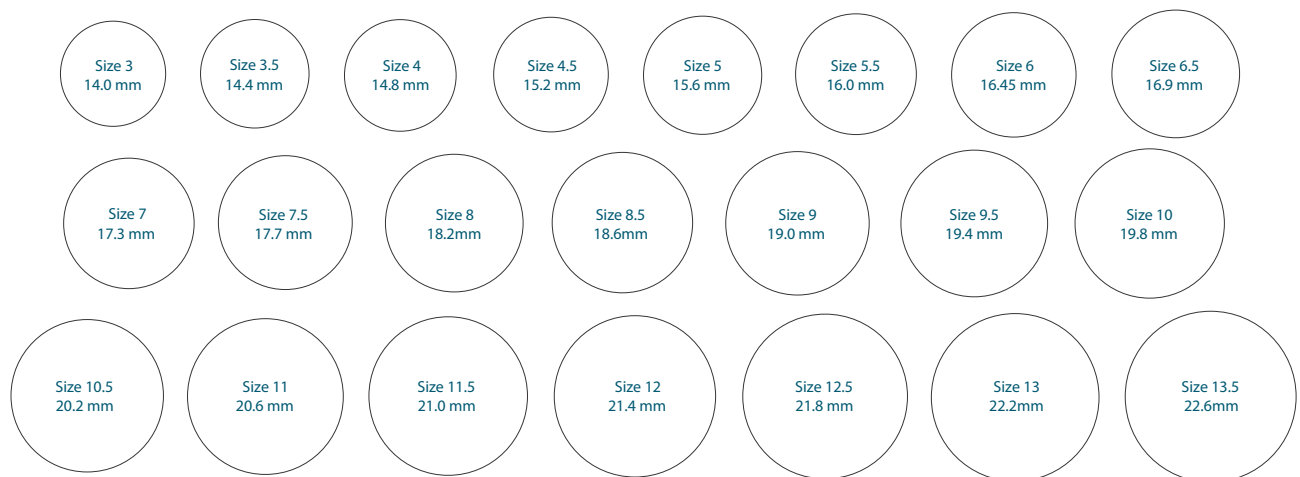 Size 3
14.0 mm
Size 3.5
14.4 mm
Size 4
14.8 mm
Size 4.5
15.2 mm
Size 5
15.6 mm
Size 5.5
16.0 mm
Size 6
16.45 mm
Size 6.5
16.9 mm
Size 7
17.3 mm
Size 7.5
17.7 mm
Size 8
18.2mm
Size 8.5
18.6mm
Size 9
19.0 mm
Size 9.5
19.4 mm
Size 10
19.8 mm
Size 10.5
20.2 mm
Size 11
20.6 mm
Size 11.5
21.0 mm
Size 12
21.4 mm
Size 12.5
21.8 mm
Size 13
22.2mm
Size 13.5
22.6mm